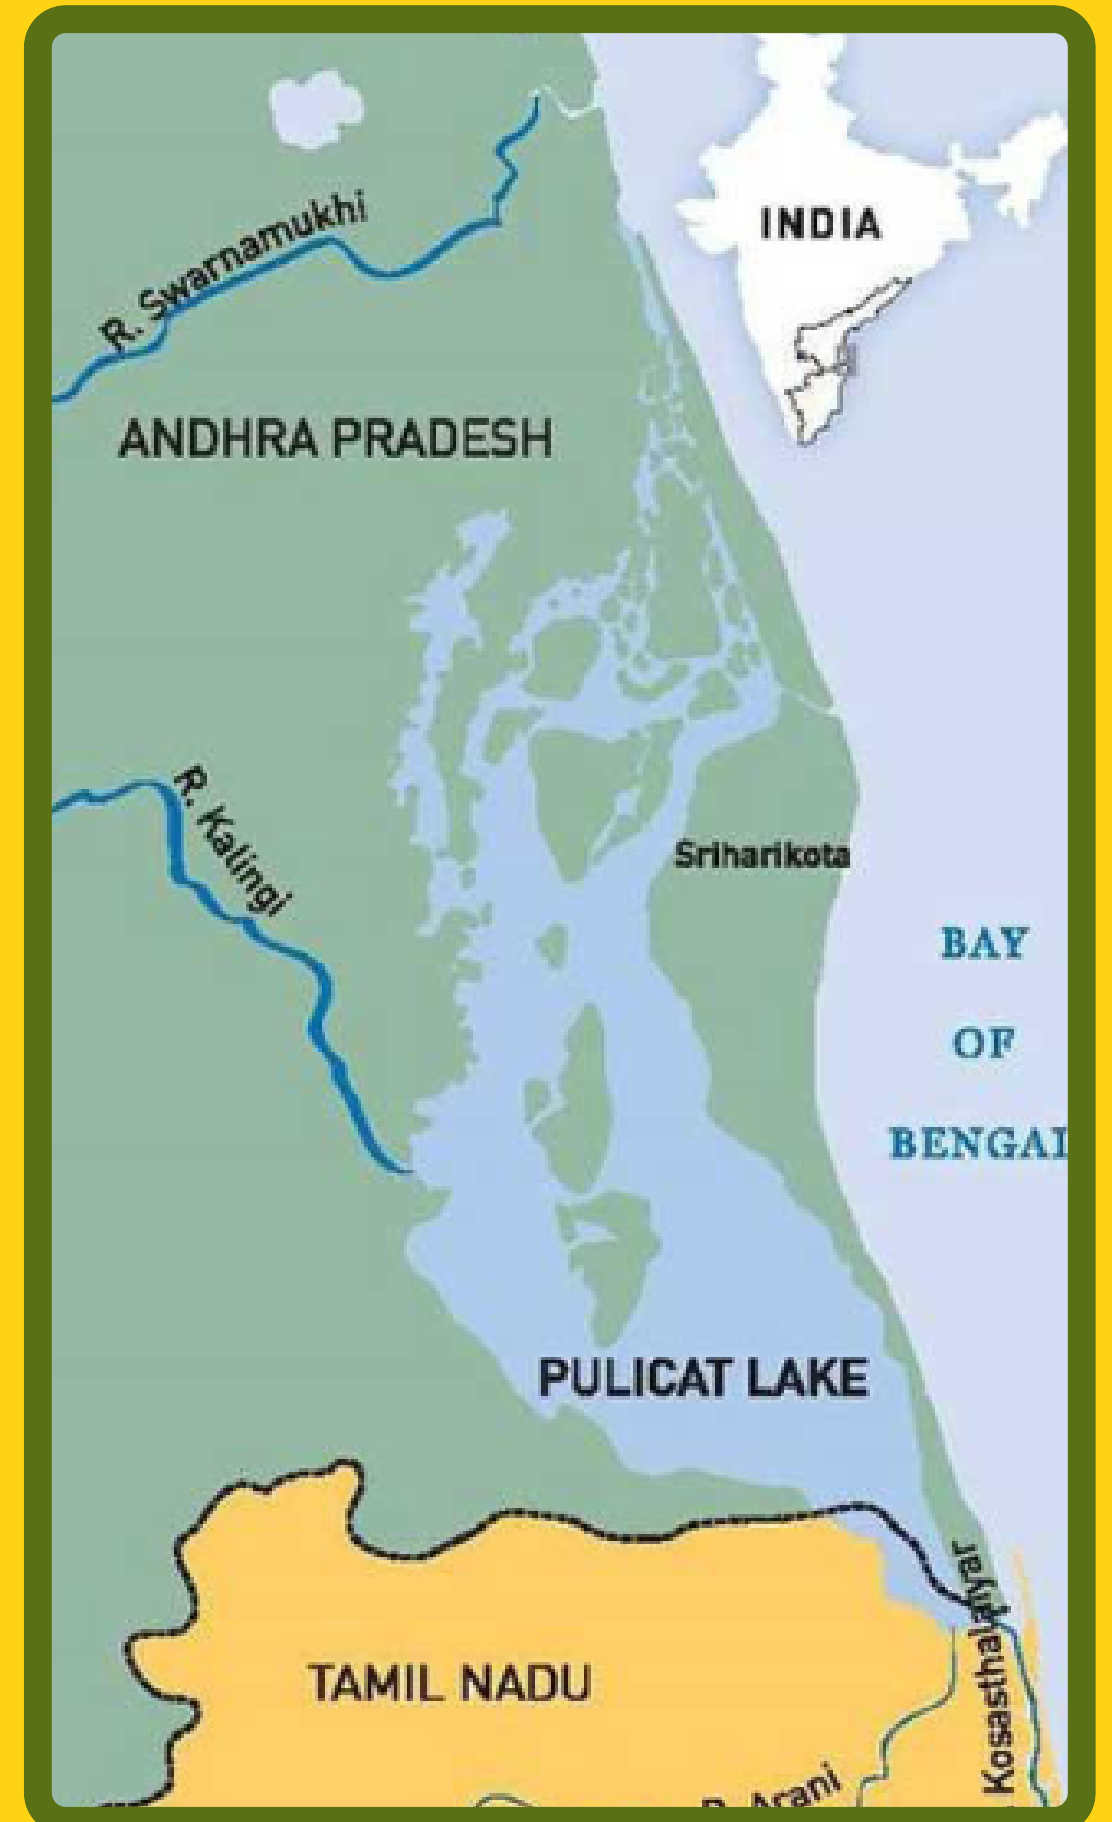 INDIA
R. Swarnamukhi
ANDHRA PRADESH
R. Kalingi
Sriharikota
BAY
OF
BENGAL
PULICAT LAKE
Kosasthalaiyar
TAMIL NADU
R. Arani